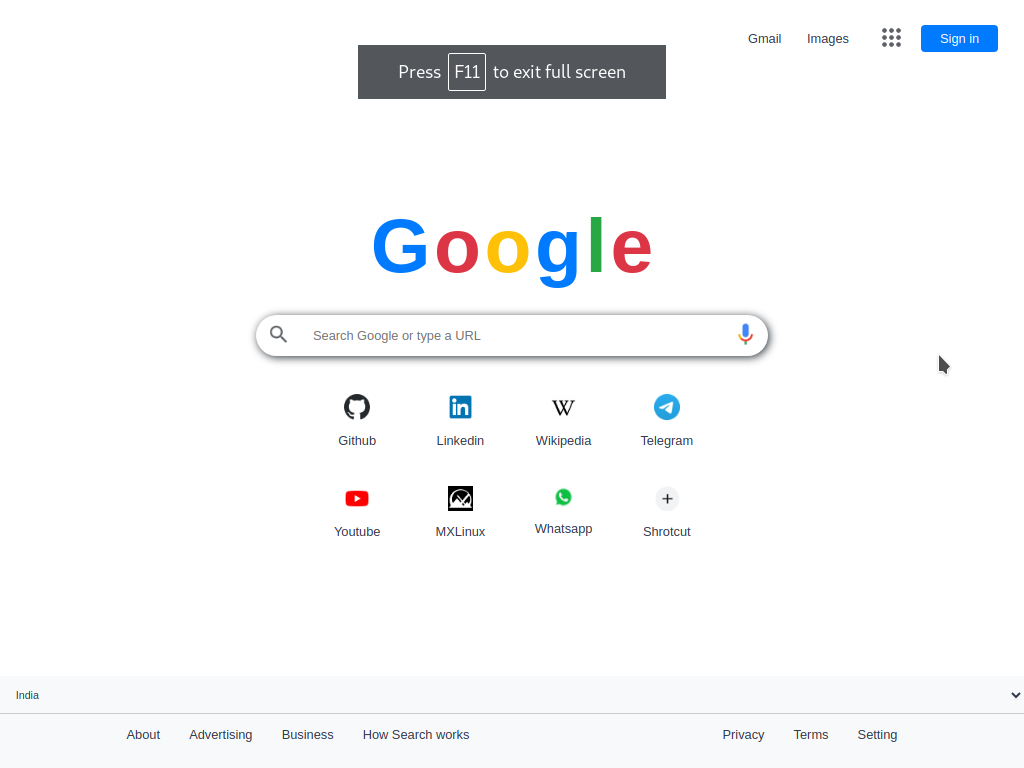 Gmail Images Sign in
Press F11 to exit full screen
Google
Search Google or type a URL
Github Linkedin Wikipedia Telegram
Youtube MXLinux Whatsapp Shrotcut
India
About Advertising Business How Search works Privacy Terms Setting